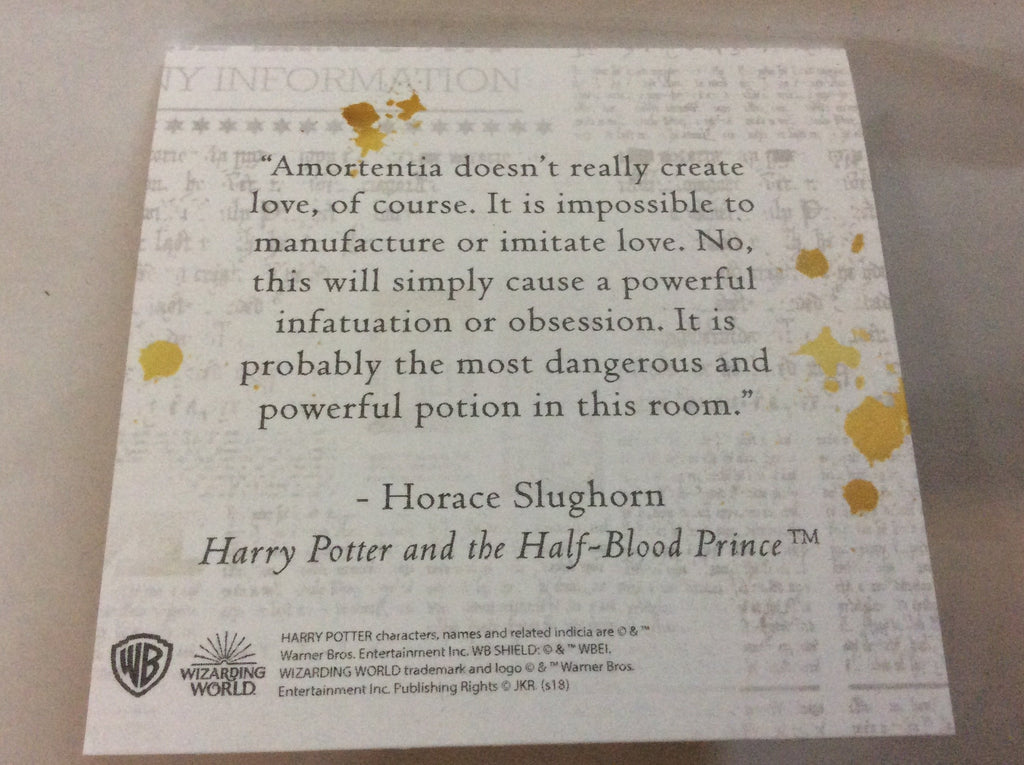 NY INFORMATION
“Amortentia doesn’t really create
love, of course. It is impossible to
manufacture or imitate love. No,
this will simply cause a powerful
infatuation or obsession. It is
probably the most dangerous and
powerful potion in this room.”
- Horace Slughorn
Harry Potter and the Half-Blood Prince™
WB
WIZARDING
WORLD
HARRY POTTER characters, names and related indicia are © & ™
Warner Bros. Entertainment Inc. WB SHIELD: © & ™ WBEI.
WIZARDING WORLD trademark and logo © & ™ Warner Bros.
Entertainment Inc. Publishing Rights © JKR. (s18)